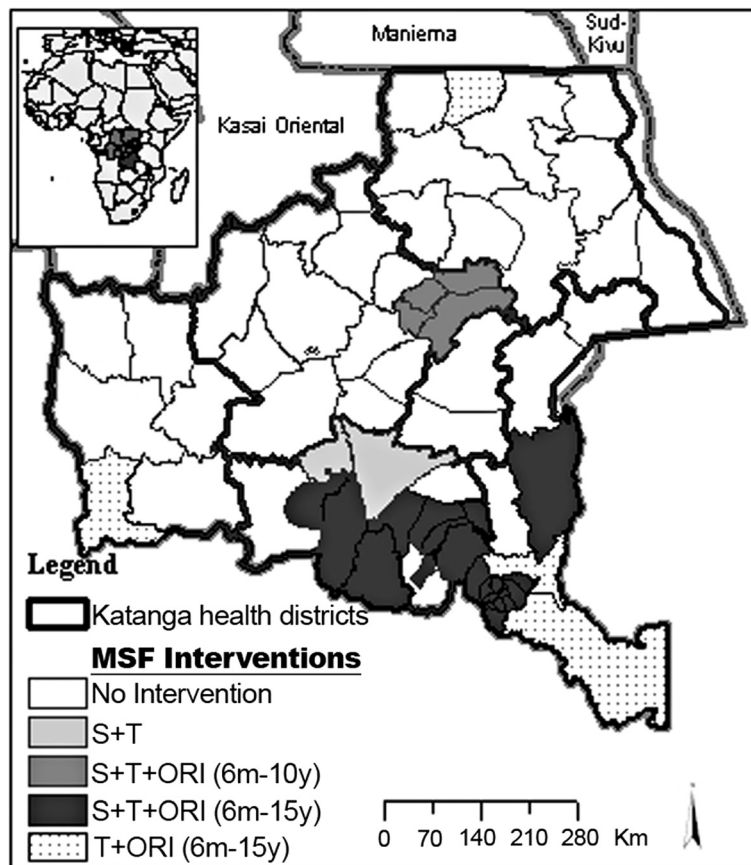 Maniema
Sud-
Kivu
Kasai Oriental
Legend
Katanga health districts
MSF Interventions
No Intervention
S+T
S+T+ORI (6m-10y)
S+T+ORI (6m-15y)
T+ORI (6m-15y)
0 70 140 210 280 Km